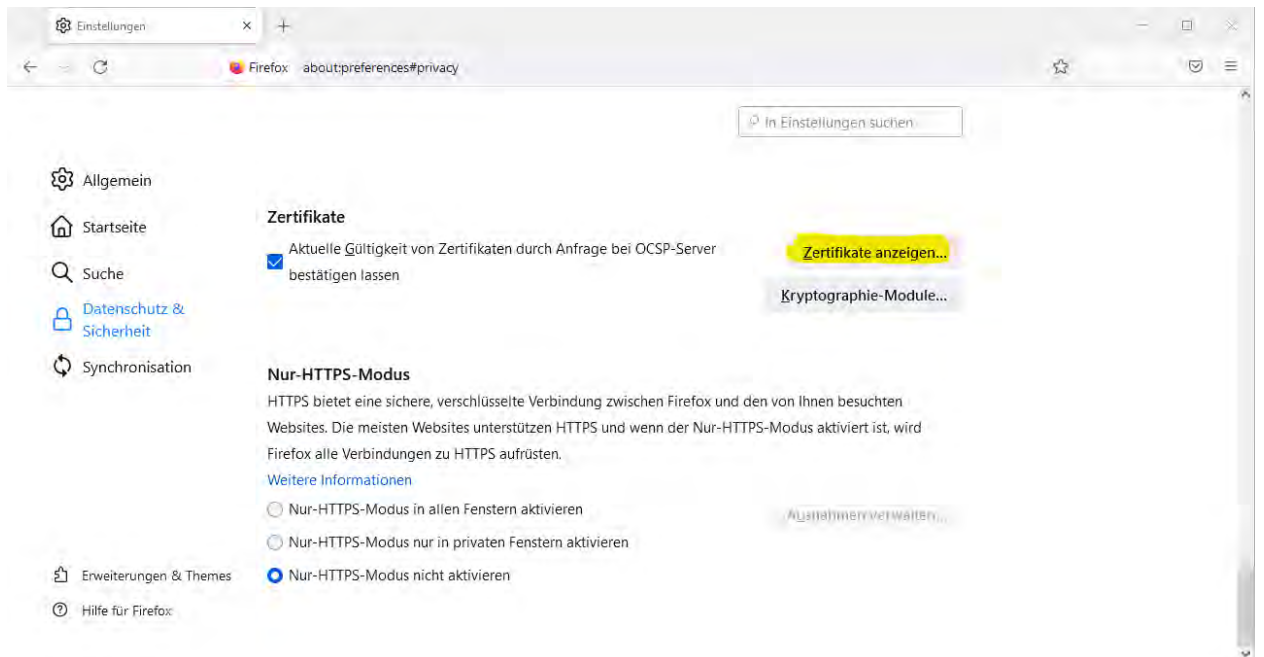 Einstellungen
Firefox about:preferences#privacy
In Einstellungen suchen
Allgemein
Startseite
Suche
Datenschutz &
Sicherheit
Synchronisation
Erweiterungen & Themes
Hilfe für Firefox
Zertifikate
Aktuelle Gültigkeit von Zertifikaten durch Anfrage bei OCSP-Server
bestätigen lassen
Zertifikate anzeigen...
Kryptographie-Module...
Nur-HTTPS-Modus
HTTPS bietet eine sichere, verschlüsselte Verbindung zwischen Firefox und den von Ihnen besuchten
Websites. Die meisten Websites unterstützen HTTPS und wenn der Nur-HTTPS-Modus aktiviert ist, wird
Firefox alle Verbindungen zu HTTPS aufrüsten.
Weitere Informationen
Nur-HTTPS-Modus in allen Fenstern aktivieren
Ausnahmen verwalten...
Nur-HTTPS-Modus nur in privaten Fenstern aktivieren
Nur-HTTPS-Modus nicht aktivieren